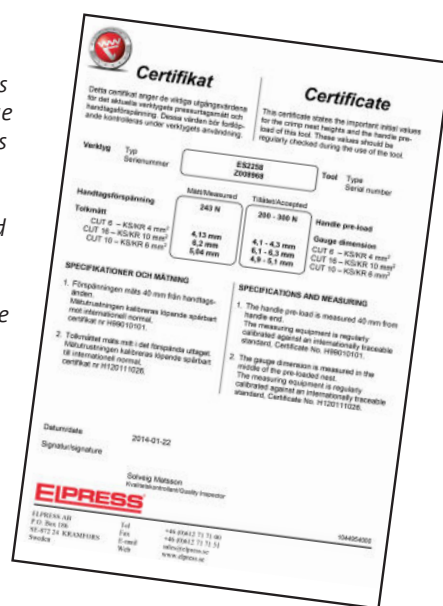 s
se
s
d
e
Certifikat
Detta certifikat anger de viktiga utgångsvärdena
för det aktuella verktygets pressurtagsmått och
handtagsförspänning. Dessa värden bör fortlöp-
ande kontrolleras under verktygets användning.
Certificate
This certificate states the important initial values
for the crimp nest heights and the handle pre-
load of this tool. These values should be
regularly checked during the use of the tool.
Verktyg Typ
Serienummer
ES2258
Z008968
Tool Type
Serial number
Mätt/Measured Tillåtet/Accepted
Handtagsförspänning 243 N 200 - 300 N Handle pre-load
Tolkmått Gauge dimension
CUT 6 – KS/KR 4 mm² 4,13 mm 4,1 - 4,3 mm CUT 6 – KS/KR 4 mm²
CUT 16 – KS/KR 10 mm² 6,2 mm 6,1 - 6,3 mm CUT 16 – KS/KR 10 mm²
CUT 10 – KS/KR 6 mm² 5,04 mm 4,9 - 5,1 mm CUT 10 – KS/KR 6 mm²
SPECIFIKATIONER OCH MÄTNING
1. Förspänningen mäts 40 mm från handtags-
änden.
Mätutrustningen kalibreras löpande spårbart
mot internationell normal,
certifikat nr H99010101.
2. Tolkmåttet mäts mitt i det förspända uttaget.
Mätutrustningen kalibreras löpande spårbart
till internationell normal,
certifikat nr H120111026.
SPECIFICATIONS AND MEASURING
1. The handle pre-load is measured 40 mm from
handle end.
The measuring equipment is regularly
calibrated against an internationally traceable
standard, Certificate No. H99010101.
2. The gauge dimension is measured in the
middle of the pre-loaded nest.
The measuring equipment is regularly
calibrated against an internationally traceable
standard, Certificate No. H120111026.
Datum/date 2014-01-22
Signatur/signature
Solveig Matsson
Kvalitetskontrollant/Quality Inspector
ELPRESS
ELPRESS AB
P.O. Box 186
SE-872 24 KRAMFORS
Sweden
Tel +46 (0)612 71 71 00
Fax +46 (0)612 71 71 51
E-mail sales@elpress.se
Web www.elpress.se